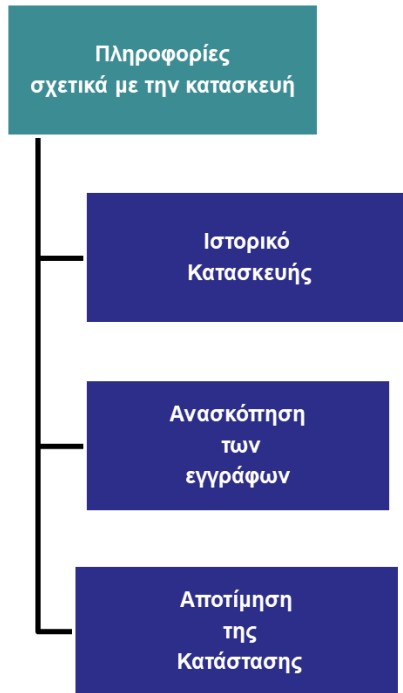 Πληροφορίες
σχετικά με την κατασκευή
Ιστορικό
Κατασκευής
Ανασκόπηση
των
εγγράφων
Αποτίμηση
της
Κατάστασης